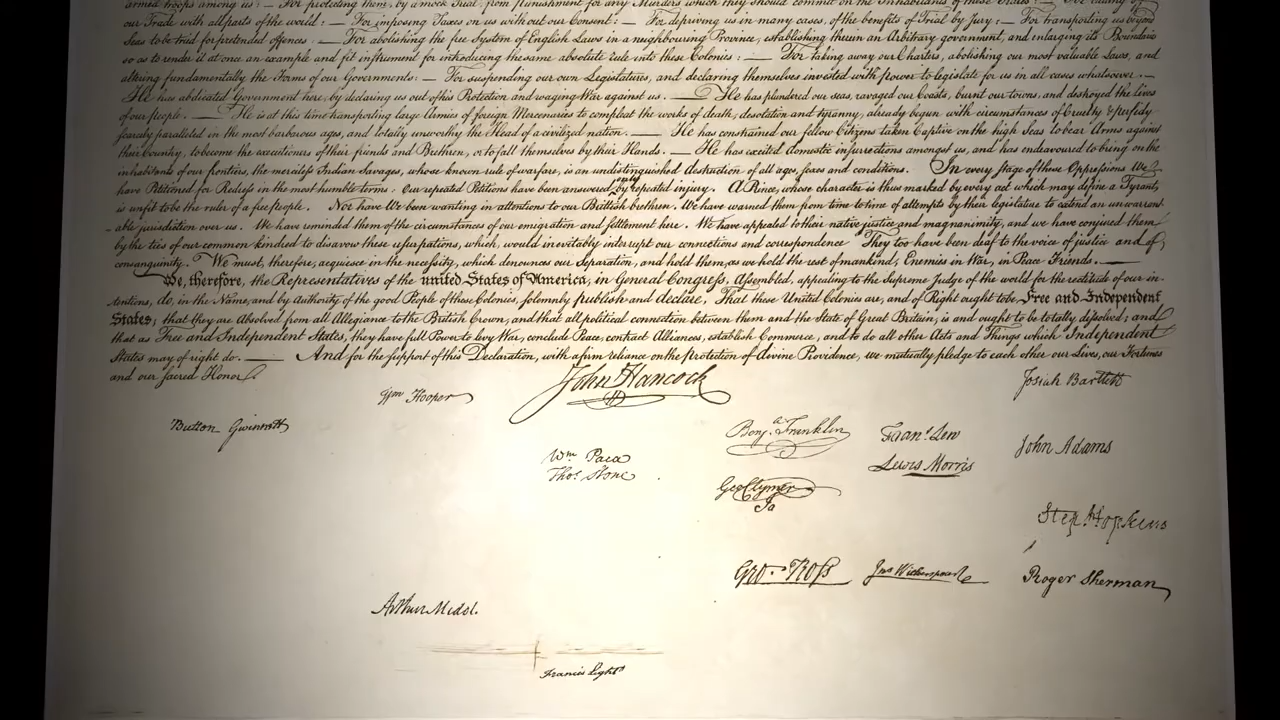 armed troops among us : — For protecting them, by a mock Trial, from punishment for any Murders which they should commit on the Inhabitants of these States : — For cutting off
our Trade with all parts of the world : — For imposing Taxes on us without our Consent : — For depriving us in many cases, of the benefits of Trial by Jury : — For transporting us beyond
Seas to be tried for pretended offences : — For abolishing the free System of English Laws in a neighbouring Province, establishing therein an Arbitrary government, and enlarging its Boundaries
so as to render it at once an example and fit instrument for introducing the same absolute rule into these Colonies : — For taking away our Charters, abolishing our most valuable Laws, and
altering fundamentally the Forms of our Governments : — For suspending our own Legislatures, and declaring themselves invested with power to legislate for us in all cases whatsoever. —
He has abdicated Government here, by declaring us out of his Protection and waging War against us. — He has plundered our seas, ravaged our Coasts, burnt our towns, and destroyed the lives
of our people. — He is at this time transporting large Armies of foreign Mercenaries to compleat the works of death, desolation and tyranny, already begun with circumstances of Cruelty & perfidy
scarcely paralleled in the most barbarous ages, and totally unworthy the Head of a civilized nation. — He has constrained our fellow Citizens taken Captive on the high Seas to bear Arms against
their Country, to become the executioners of their friends and Brethren, or to fall themselves by their Hands. — He has excited domestic insurrections amongst us, and has endeavoured to bring on the
inhabitants of our frontiers, the merciless Indian Savages, whose known rule of warfare, is an undistinguished destruction of all ages, sexes and conditions. In every stage of these Oppressions We
have Petitioned for Redress in the most humble terms : Our repeated Petitions have been answered only by repeated injury. A Prince, whose character is thus marked by every act which may define a Tyrant,
is unfit to be the ruler of a free people. Nor have We been wanting in attentions to our Brittish brethren. We have warned them from time to time of attempts by their legislature to extend an unwarrant
-able jurisdiction over us. We have reminded them of the circumstances of our emigration and settlement here. We have appealed to their native justice and magnanimity, and we have conjured them
by the ties of our common kindred to disavow these usurpations, which, would inevitably interrupt our connections and correspondence They too have been deaf to the voice of justice and of
consanguinity. We must, therefore, acquiesce in the necessity, which denounces our Separation, and hold them, as we hold the rest of mankind, Enemies in War, in Peace Friends. —
We, therefore, the Representatives of the united States of America, in General Congress, Assembled, appealing to the Supreme Judge of the world for the rectitude of our in-
tentions, do, in the Name, and by Authority of the good People of these Colonies, solemnly publish and declare, That these United Colonies are, and of Right ought to be Free and Independent
States; that they are Absolved from all Allegiance to the British Crown, and that all political connection between them and the State of Great Britain, is and ought to be totally dissolved; and
that as Free and Independent States, they have full Power to levy War, conclude Peace, contract Alliances, establish Commerce, and to do all other Acts and Things which Independent
States may of right do. — And for the support of this Declaration, with a firm reliance on the protection of divine Providence, we mutually pledge to each other our Lives, our Fortunes
and our sacred Honor.
John Hancock
Josiah Bartlett
Wm Hooper
Button Gwinnett
Benja. Franklin
Lewis Morris
John Adams
Wm Paca
Thos. Stone
Geo Clymer
Ja
Step. Hopkins
Geo. Ross
Jno Witherspoon
Roger Sherman
Arthur Middl.
Francis Light